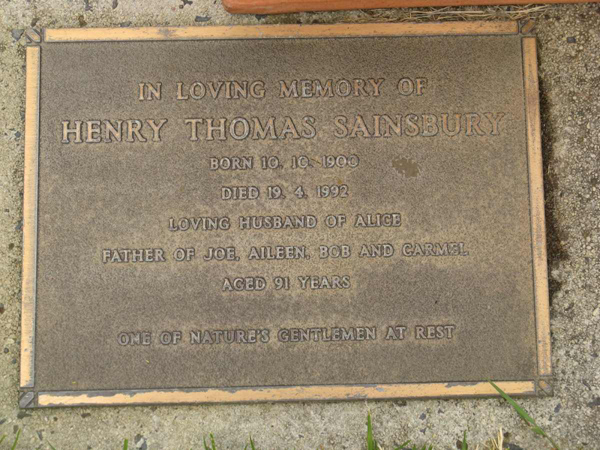 IN LOVING MEMORY OF
HENRY THOMAS SAINSBURY
BORN 10. 10. 1900
DIED 19. 4. 1992
LOVING HUSBAND OF ALICE
FATHER OF JOE, AILEEN, BOB AND CARMEL
AGED 91 YEARS
ONE OF NATURE'S GENTLEMEN AT REST